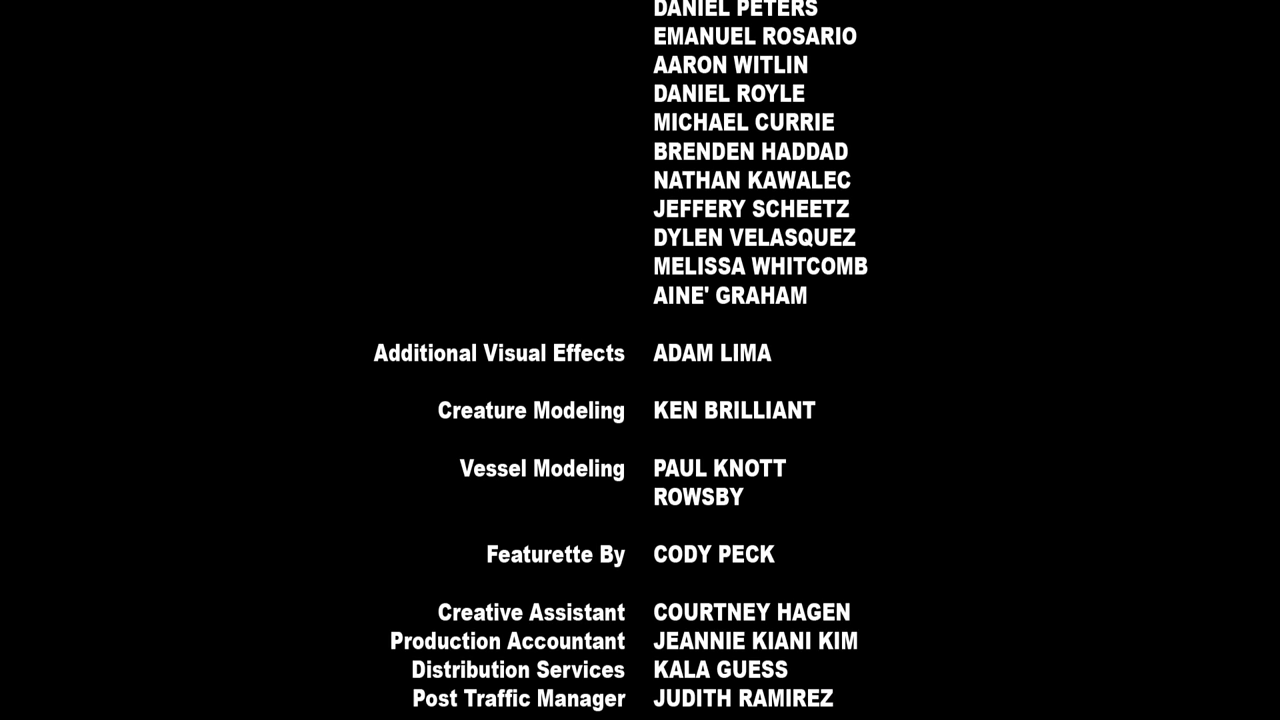 DANIEL PETERS
EMANUEL ROSARIO
AARON WITLIN
DANIEL ROYLE
MICHAEL CURRIE
BRENDEN HADDAD
NATHAN KAWALEC
JEFFERY SCHEETZ
DYLEN VELASQUEZ
MELISSA WHITCOMB
AINE' GRAHAM
Additional Visual Effects ADAM LIMA
Creature Modeling KEN BRILLIANT
Vessel Modeling PAUL KNOTT
ROWSBY
Featurette By CODY PECK
Creative Assistant COURTNEY HAGEN
Production Accountant JEANNIE KIANI KIM
Distribution Services KALA GUESS
Post Traffic Manager JUDITH RAMIREZ